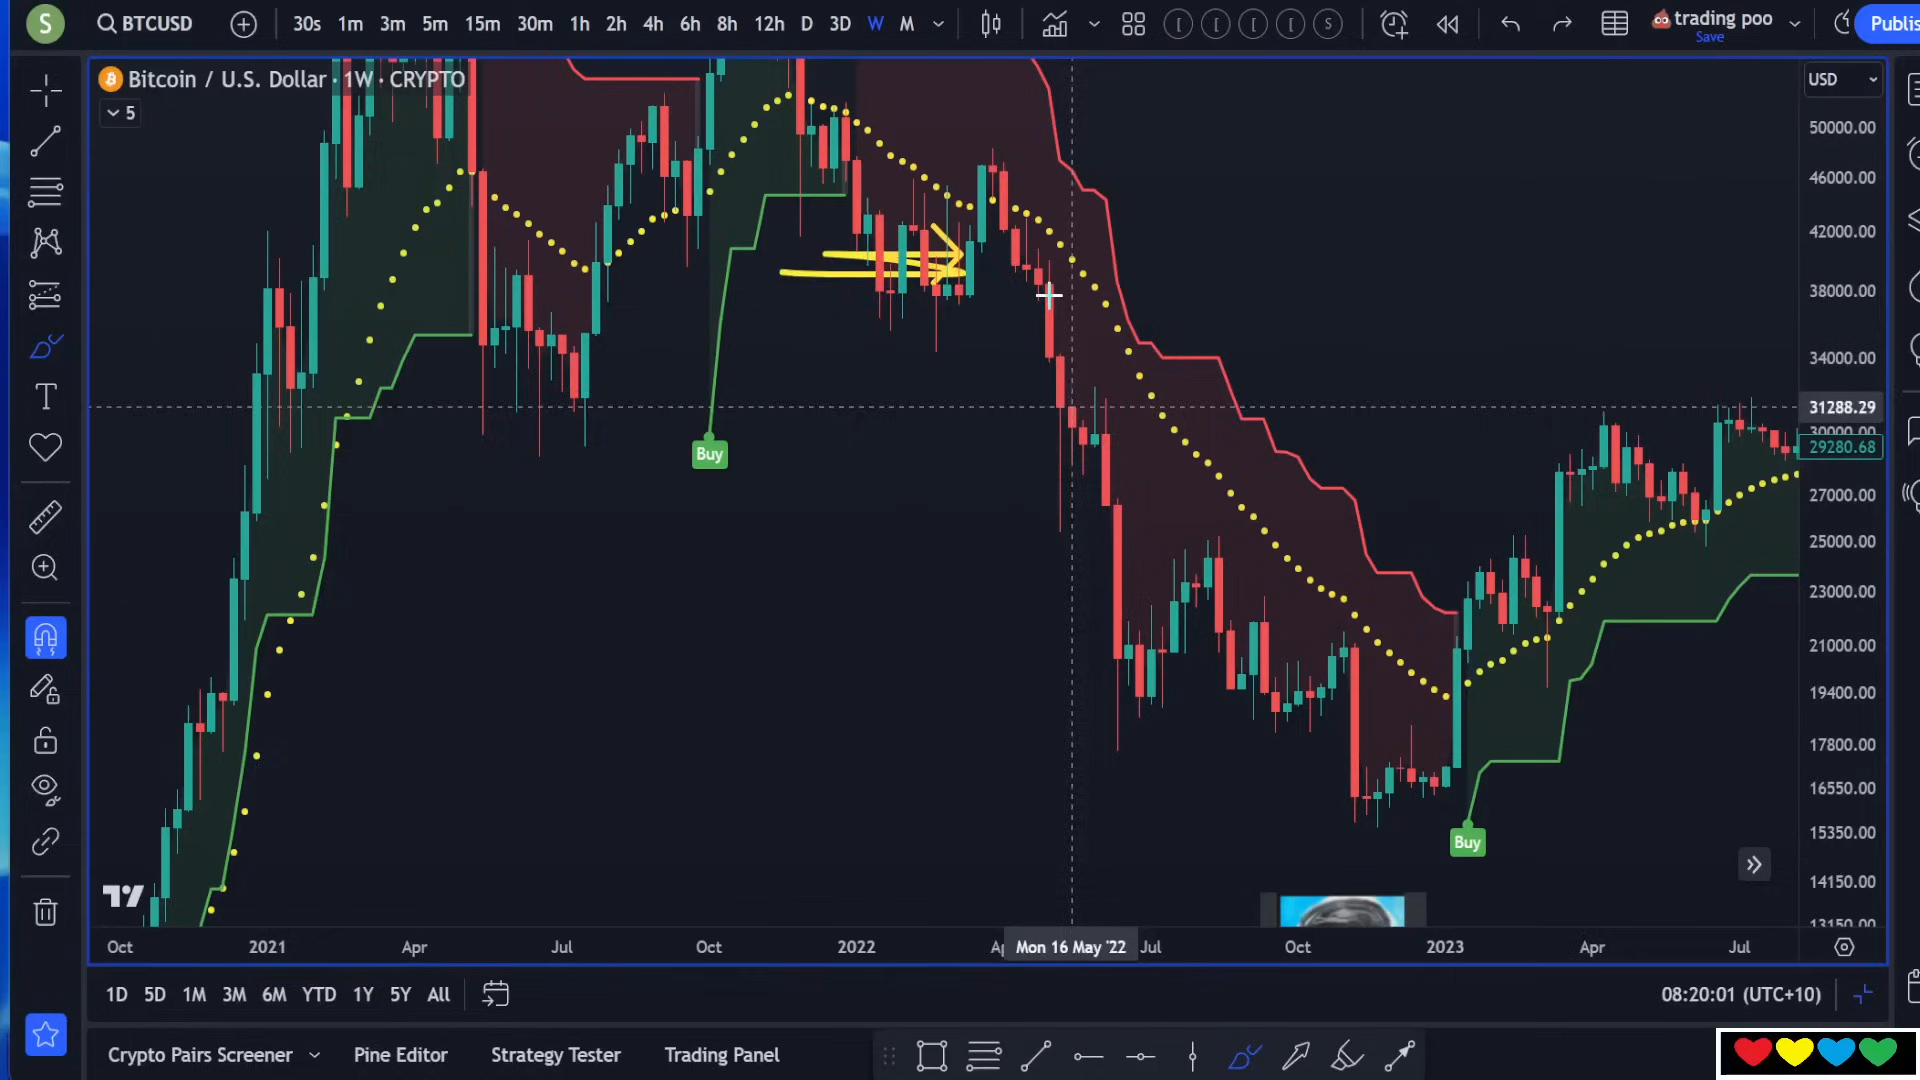 S
BTCUSD
30s 1m 3m 5m 15m 30m 1h 2h 4h 6h 8h 12h D 3D W M
S
trading poo
Save
Publis
Bitcoin / U.S. Dollar · 1W · CRYPTO
5
USD
50000.00
46000.00
42000.00
38000.00
34000.00
31288.29
30000.00
29280.68
27000.00
25000.00
23000.00
21000.00
19400.00
17800.00
16550.00
15350.00
14150.00
13150.00
Buy
Buy
Oct 2021 Apr Jul Oct 2022 Ap Mon 16 May '22 Jul Oct 2023 Apr Jul
1D 5D 1M 3M 6M YTD 1Y 5Y All
08:20:01 (UTC+10)
Crypto Pairs Screener Pine Editor Strategy Tester Trading Panel